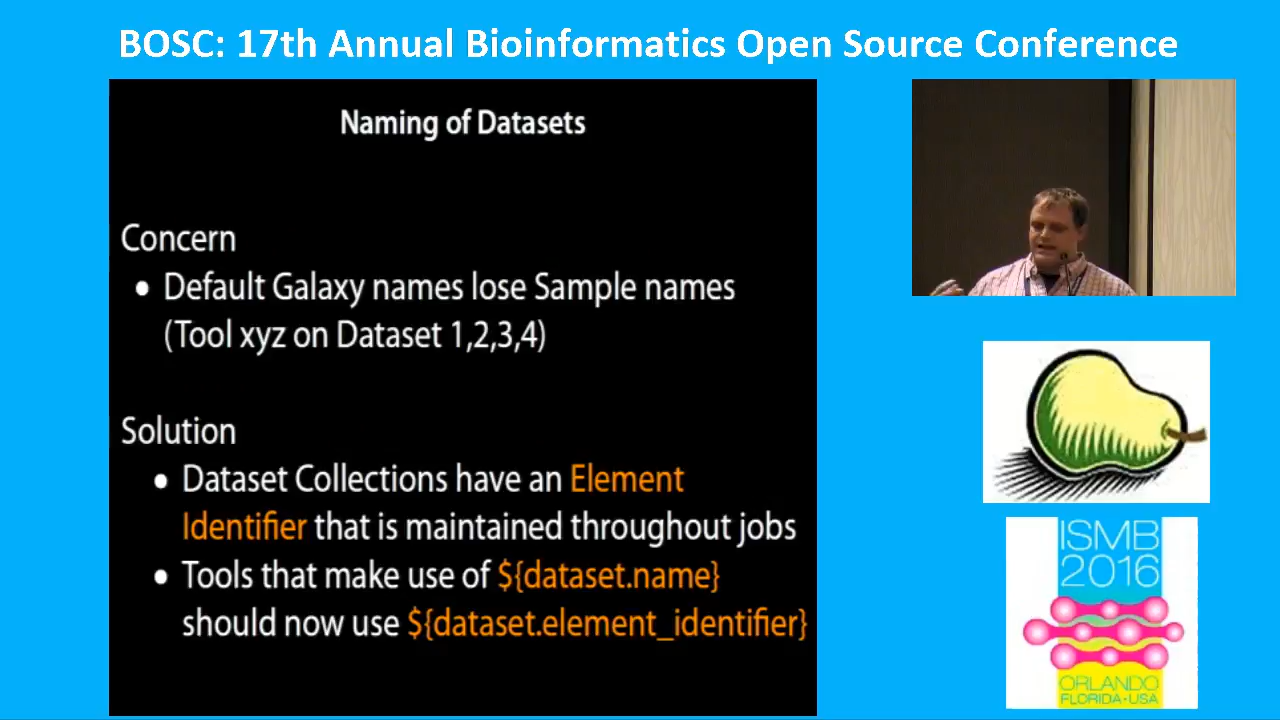 BOSC: 17th Annual Bioinformatics Open Source Conference
Naming of Datasets
Concern
• Default Galaxy names lose Sample names
(Tool xyz on Dataset 1,2,3,4)
Solution
• Dataset Collections have an Element
Identifier that is maintained throughout jobs
• Tools that make use of ${dataset.name}
should now use ${dataset.element_identifier}
ISMB
2016
ORLANDO
FLORIDA•USA